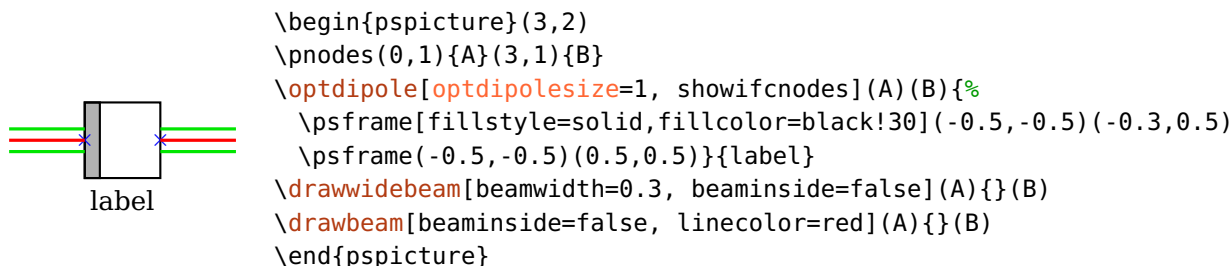 label
\begin{pspicture}(3,2)
\pnodes(0,1){A}(3,1){B}
\optdipole[optdipolesize=1, showifcnodes](A)(B){%
 \psframe[fillstyle=solid,fillcolor=black!30](-0.5,-0.5)(-0.3,0.5)
 \psframe(-0.5,-0.5)(0.5,0.5)}{label}
\drawwidebeam[beamwidth=0.3, beaminside=false](A){}(B)
\drawbeam[beaminside=false, linecolor=red](A){}(B)
\end{pspicture}